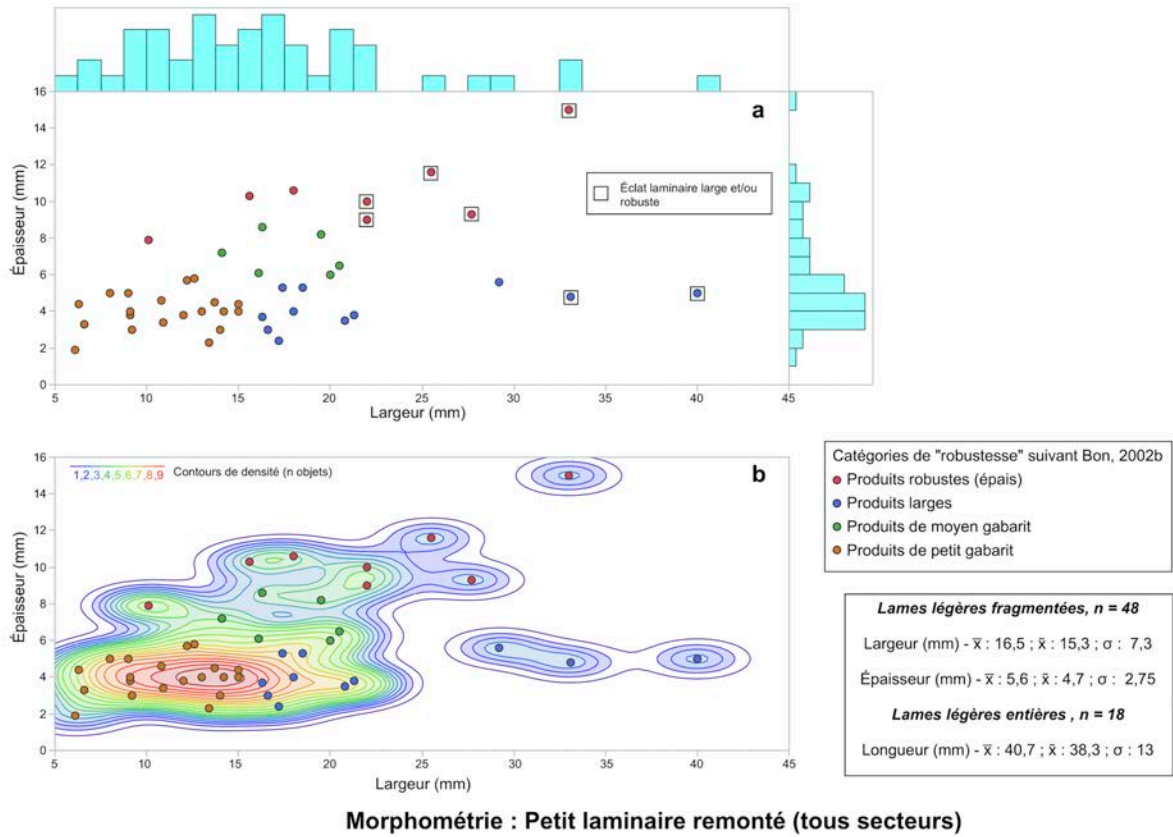 16
14
12
10
8
6
4
2
0
Épaisseur (mm)
a
Éclat laminaire large et/ou
robuste
5
10
15
20
25
30
35
40
45
Largeur (mm)
16
14
12
10
8
6
4
2
0
Épaisseur (mm)
1,2,3,4,5,6,7,8,9
Contours de densité (n objets)
b
5
10
15
20
25
30
35
40
45
Largeur (mm)
Catégories de "robustesse" suivant Bon, 2002b
Produits robustes (épais)
Produits larges
Produits de moyen gabarit
Produits de petit gabarit
Lames légères fragmentées, n = 48
Largeur (mm) - x̅ : 16,5 ; x̃ : 15,3 ; σ : 7,3
Épaisseur (mm) - x̅ : 5,6 ; x̃ : 4,7 ; σ : 2,75
Lames légères entières , n = 18
Longueur (mm) - x̅ : 40,7 ; x̃ : 38,3 ; σ : 13
Morphométrie : Petit laminaire remonté (tous secteurs)